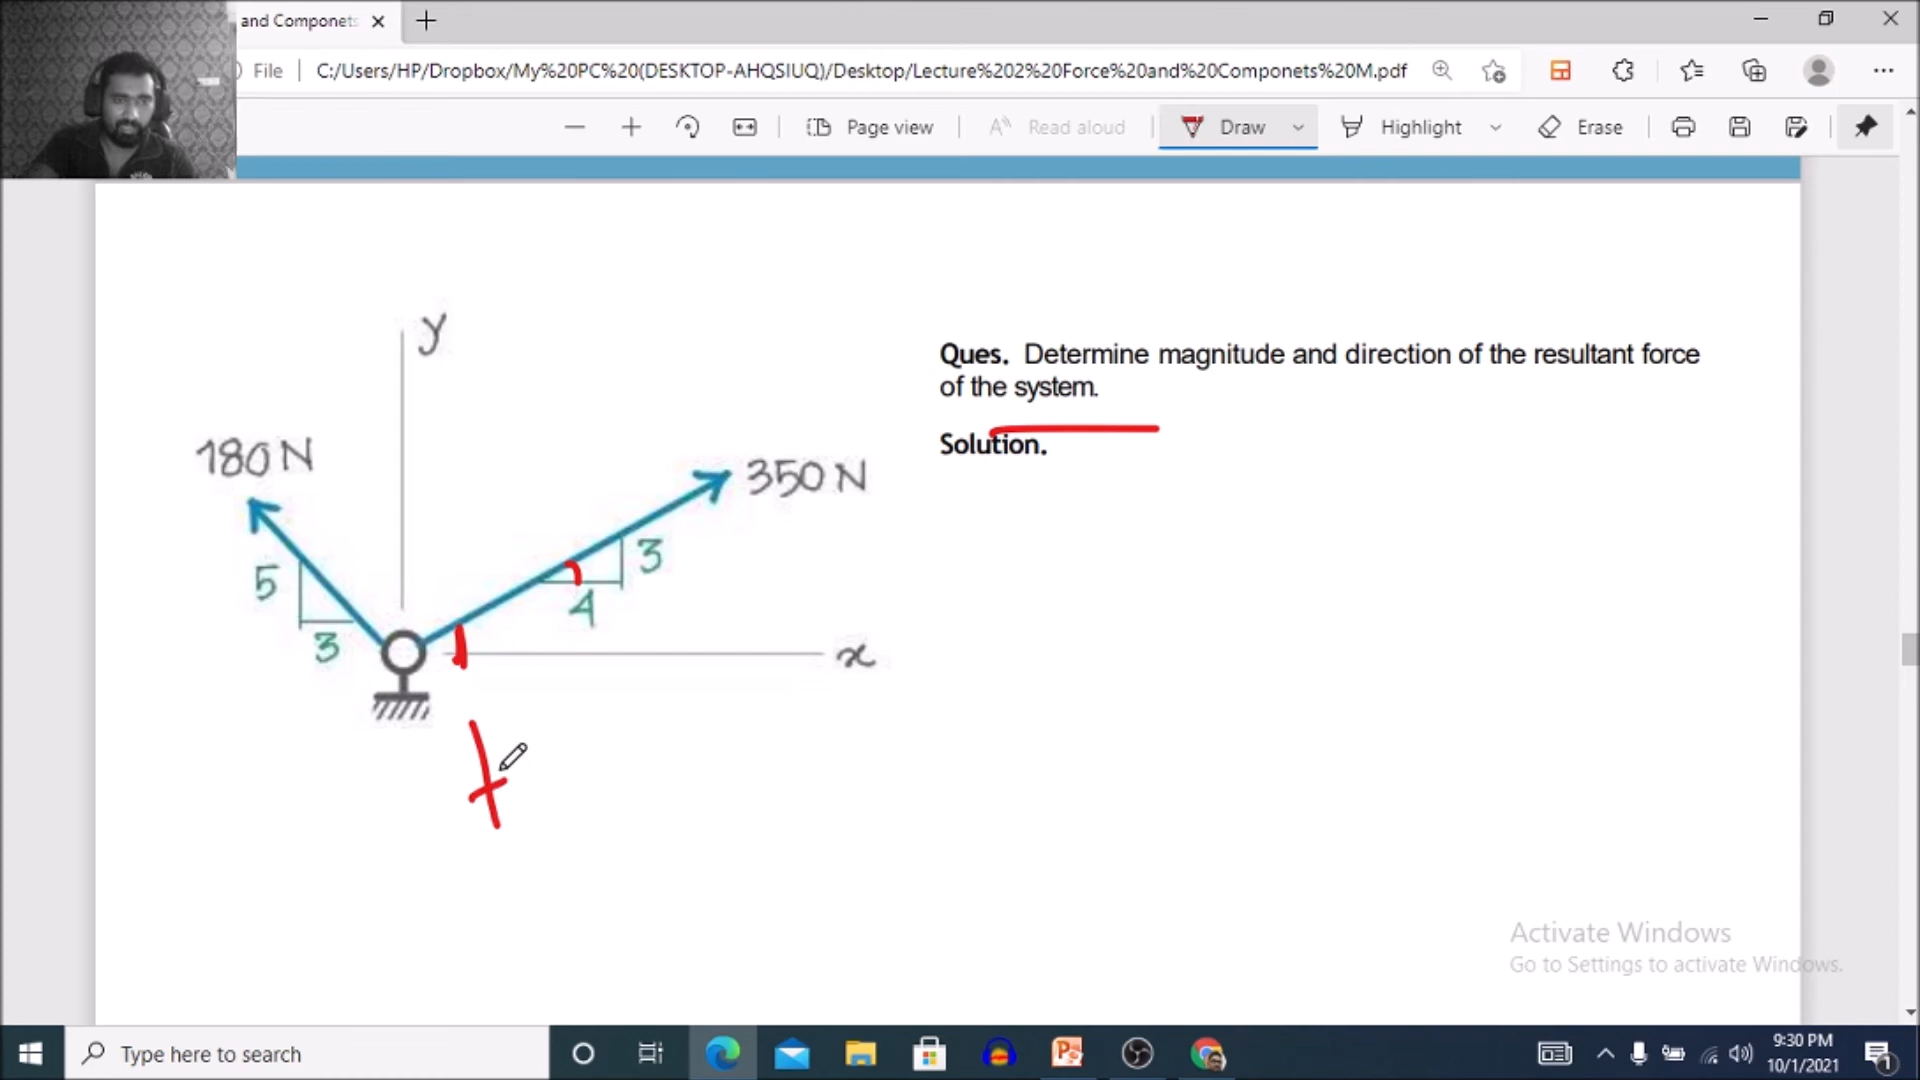 and Componets
File
C:/Users/HP/Dropbox/My%20PC%20(DESKTOP-AHQSIUQ)/Desktop/Lecture%202%20Force%20and%20Componets%20M.pdf
Page view
Read aloud
Draw
Highlight
Erase
y
Ques. Determine magnitude and direction of the resultant force
of the system.
Solution.
180 N
350 N
5
3
3
4
x
Activate Windows
Go to Settings to activate Windows.
Type here to search
9:30 PM
10/1/2021
1